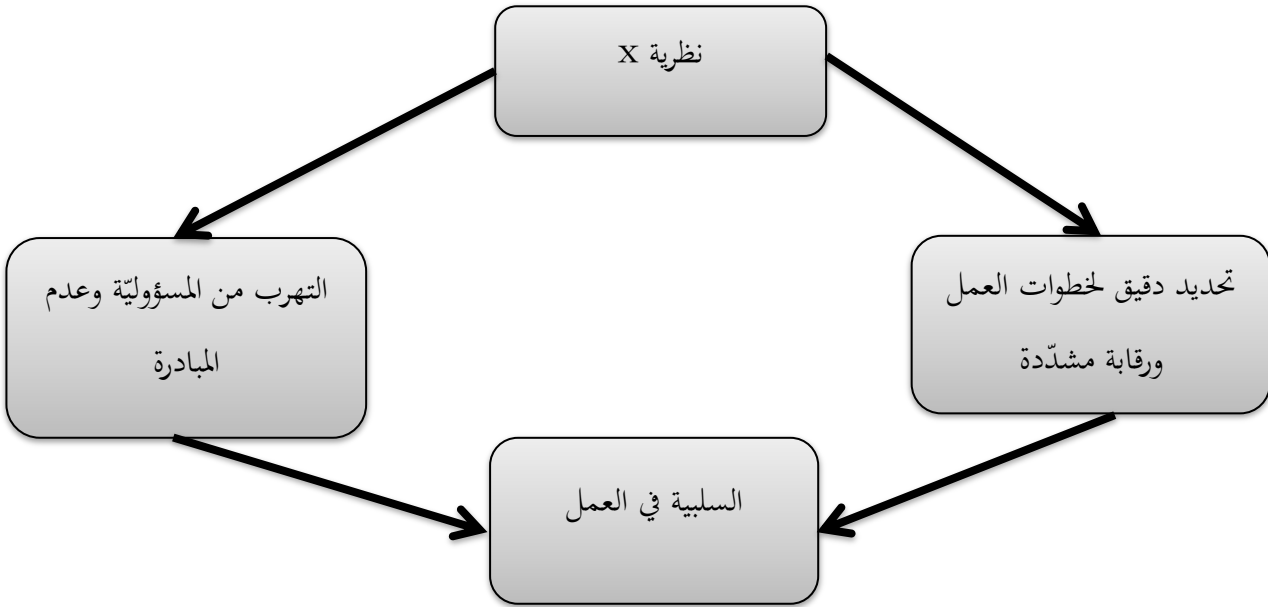 نظرية X
تحديد دقيق لخطوات العمل
ورقابة مشدّدة
التهرب من المسؤوليّة وعدم
المبادرة
السلبية في العمل